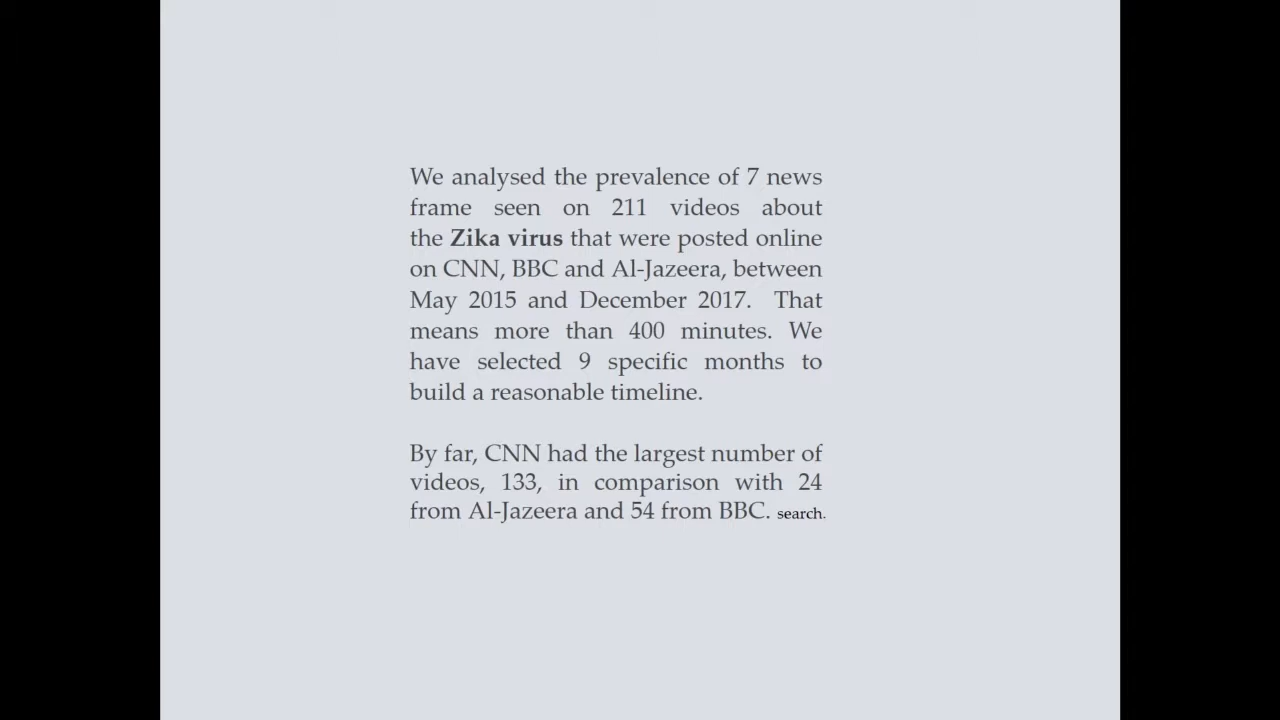 We analysed the prevalence of 7 news
frame seen on 211 videos about
the Zika virus that were posted online
on CNN, BBC and Al-Jazeera, between
May 2015 and December 2017. That
means more than 400 minutes. We
have selected 9 specific months to
build a reasonable timeline.
By far, CNN had the largest number of
videos, 133, in comparison with 24
from Al-Jazeera and 54 from BBC. search.